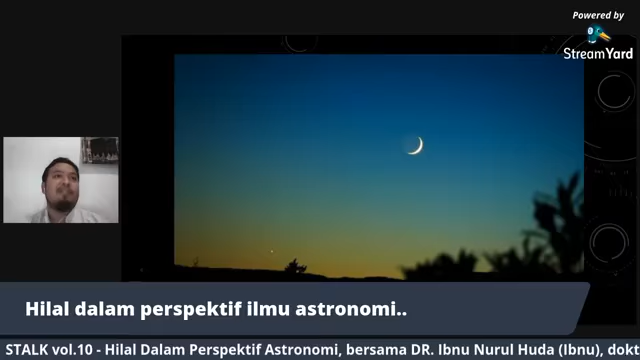 Powered by
StreamYard
Hilal dalam perspektif ilmu astronomi..
STALK vol.10 - Hilal Dalam Perspektif Astronomi, bersama DR. Ibnu Nurul Huda (Ibnu), dokt